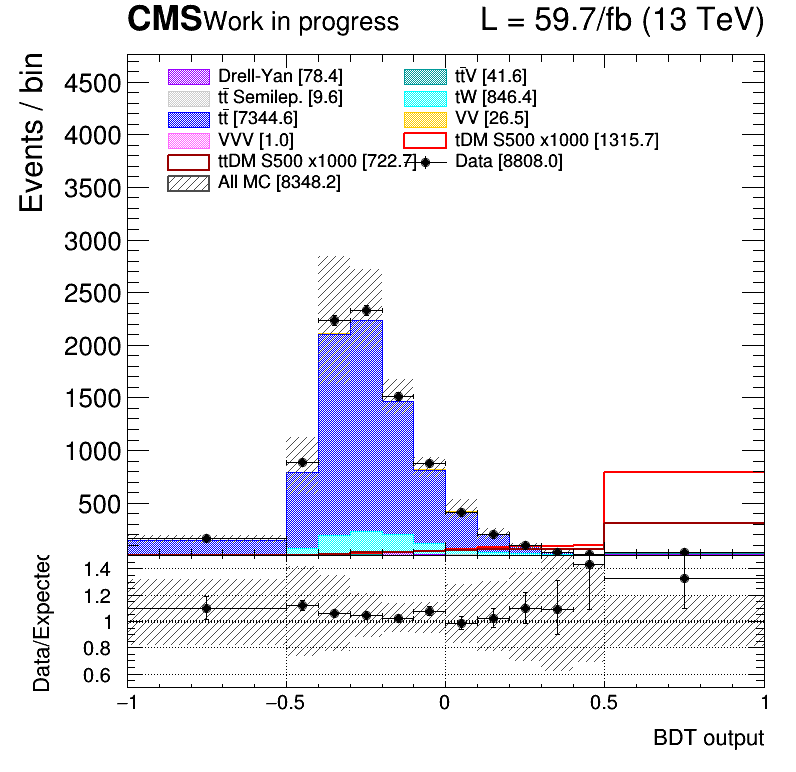 CMS Work in progress L = 59.7/fb (13 TeV)
Events / bin
4500
4000
3500
3000
2500
2000
1500
1000
500
Drell-Yan [78.4] tt̄V [41.6]
tt̄ Semilep. [9.6] tW [846.4]
tt̄ [7344.6] VV [26.5]
VVV [1.0] tDM S500 x1000 [1315.7]
ttDM S500 x1000 [722.7] Data [8808.0]
All MC [8348.2]
Data/Expected
1.4
1.2
1
0.8
0.6
−1 −0.5 0 0.5 1
BDT output